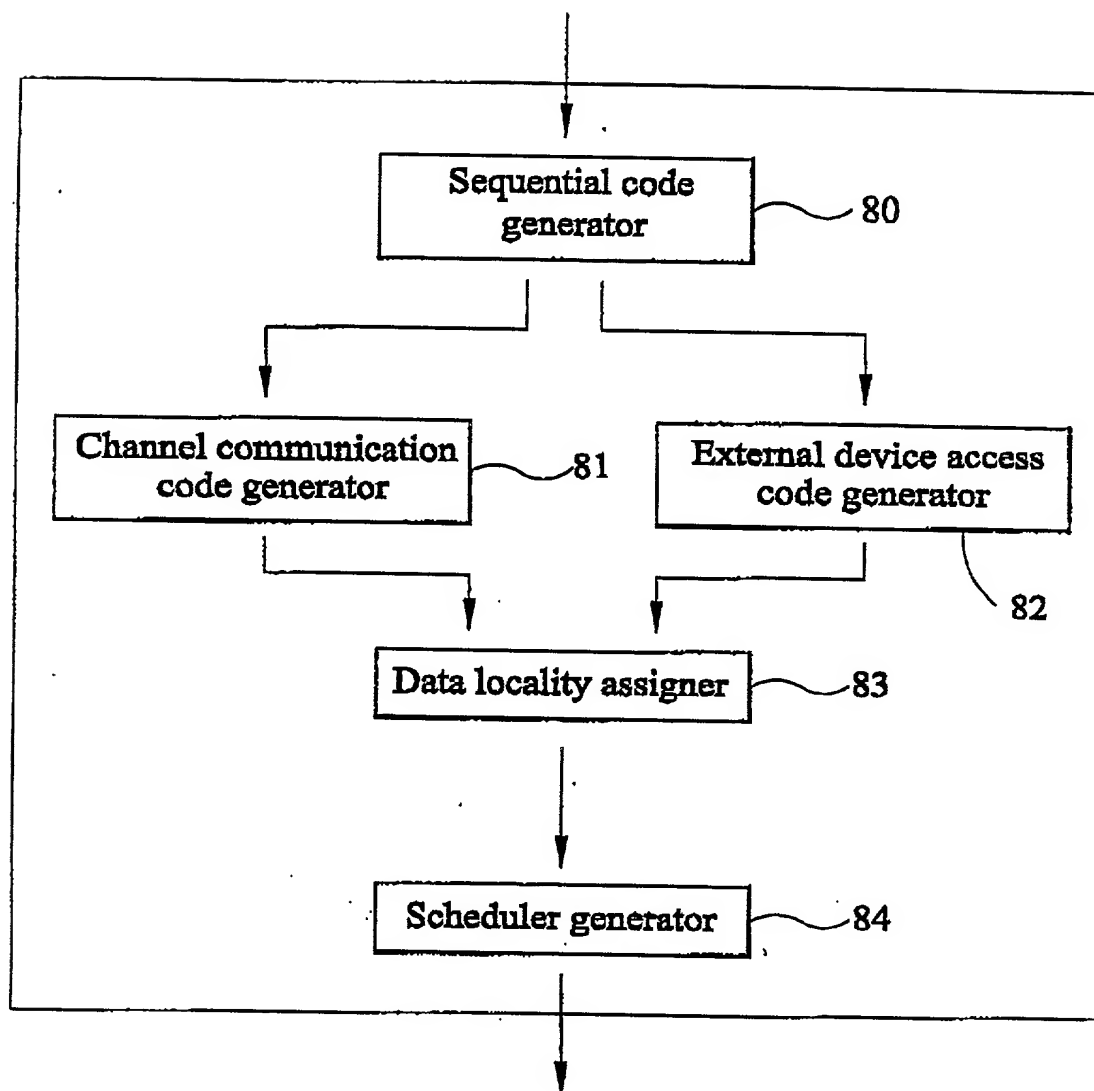 Sequential code
generator
80
Channel communication
code generator
81
External device access
code generator
82
Data locality assigner
83
Scheduler generator
84